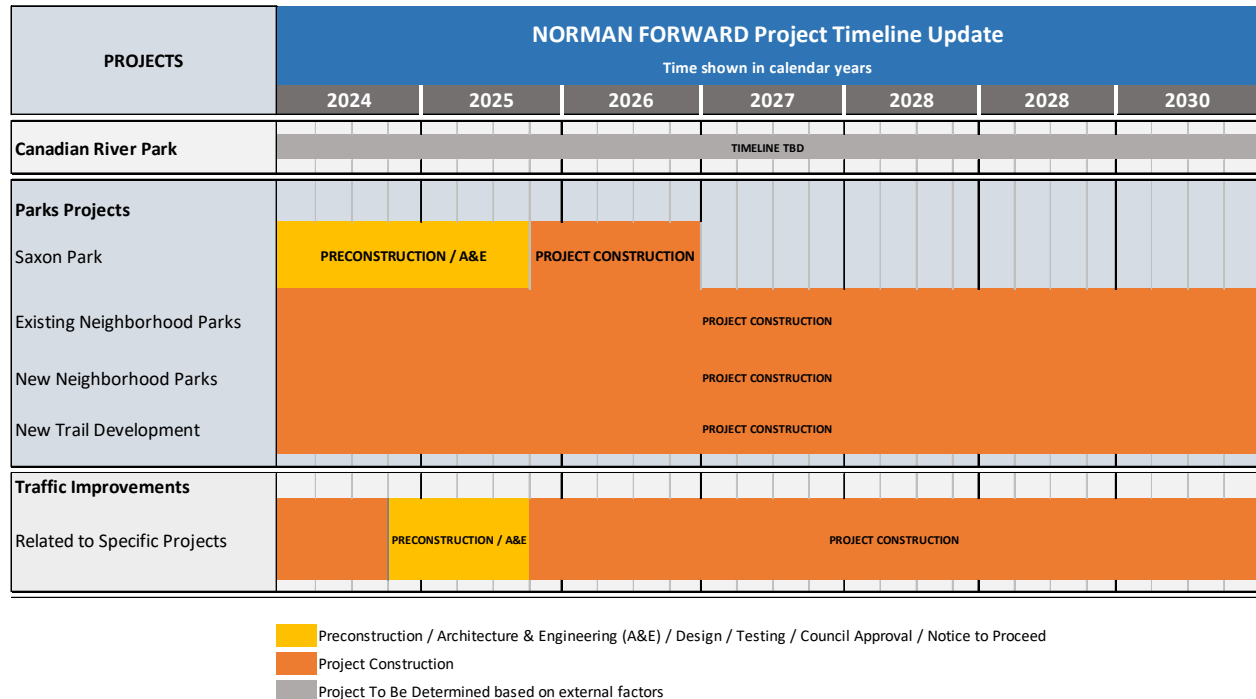 PROJECTS
NORMAN FORWARD Project Timeline Update
Time shown in calendar years
2024 2025 2026 2027 2028 2028 2030
Canadian River Park
TIMELINE TBD
Parks Projects
Saxon Park
PRECONSTRUCTION / A&E
PROJECT CONSTRUCTION
Existing Neighborhood Parks
PROJECT CONSTRUCTION
New Neighborhood Parks
PROJECT CONSTRUCTION
New Trail Development
PROJECT CONSTRUCTION
Traffic Improvements
Related to Specific Projects
PRECONSTRUCTION / A&E
PROJECT CONSTRUCTION
Preconstruction / Architecture & Engineering (A&E) / Design / Testing / Council Approval / Notice to Proceed
Project Construction
Project To Be Determined based on external factors